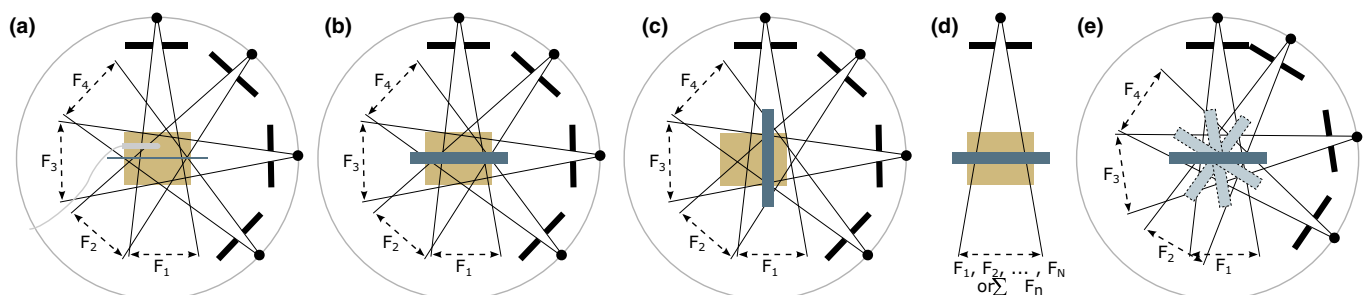 (a) (b) (c) (d) (e)
F₄ F₄ F₄ F₄
F₃ F₃ F₃ F₃
F₂ F₂ F₂ F₂
F₁ F₁ F₁ F₁
F₁, F₂, ... , F_N
or∑ Fₙ